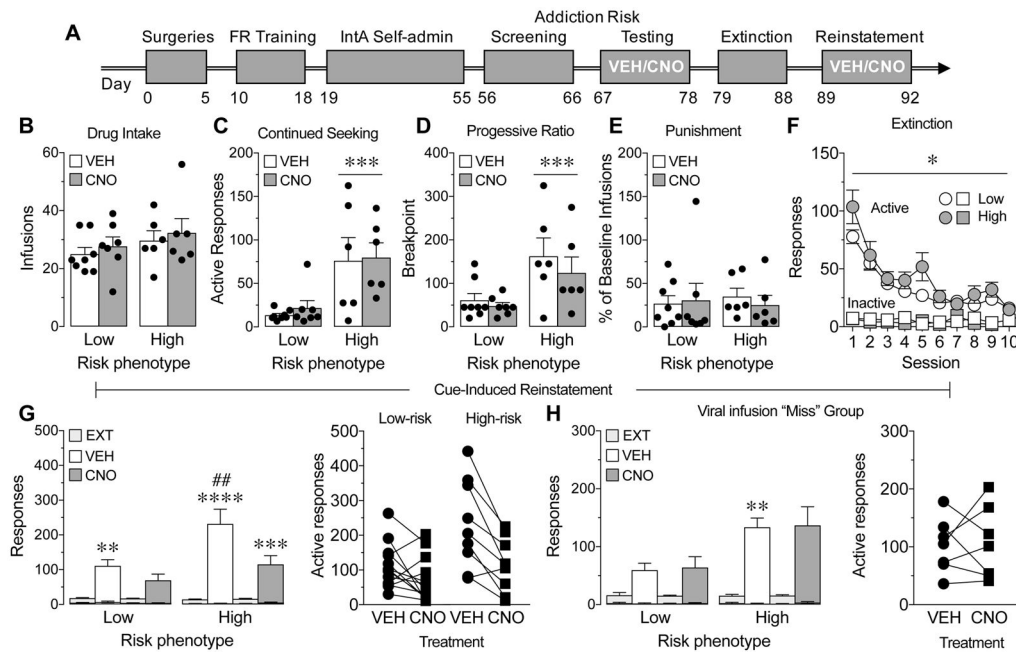 A
Addiction Risk
Surgeries FR Training IntA Self-admin Screening Testing Extinction Reinstatement
VEH/CNO VEH/CNO
Day
0 5 10 18 19 55 56 66 67 78 79 88 89 92
B Drug Intake
VEH
CNO
Infusions
60
40
20
0
Low High
Risk phenotype
C Continued Seeking
VEH
CNO
***
Active Responses
200
150
100
50
0
Low High
Risk phenotype
D Progressive Ratio
VEH
CNO
***
Breakpoint
400
300
200
100
0
Low High
Risk phenotype
E Punishment
VEH
CNO
% of Baseline Infusions
200
150
100
50
0
Low High
Risk phenotype
F Extinction
*
Low
High
Active
Inactive
Responses
150
100
50
0
1 2 3 4 5 6 7 8 9 10
Session
Cue-Induced Reinstatement
G
EXT
VEH
CNO
Responses
500
400
300
200
100
0
**
##
****
***
Low High
Risk phenotype
Low-risk High-risk
Active responses
500
400
300
200
100
0
VEH CNO VEH CNO
Treatment
H Viral infusion “Miss” Group
EXT
VEH
CNO
Responses
300
200
100
0
**
Low High
Risk phenotype
Active responses
300
200
100
0
VEH CNO
Treatment